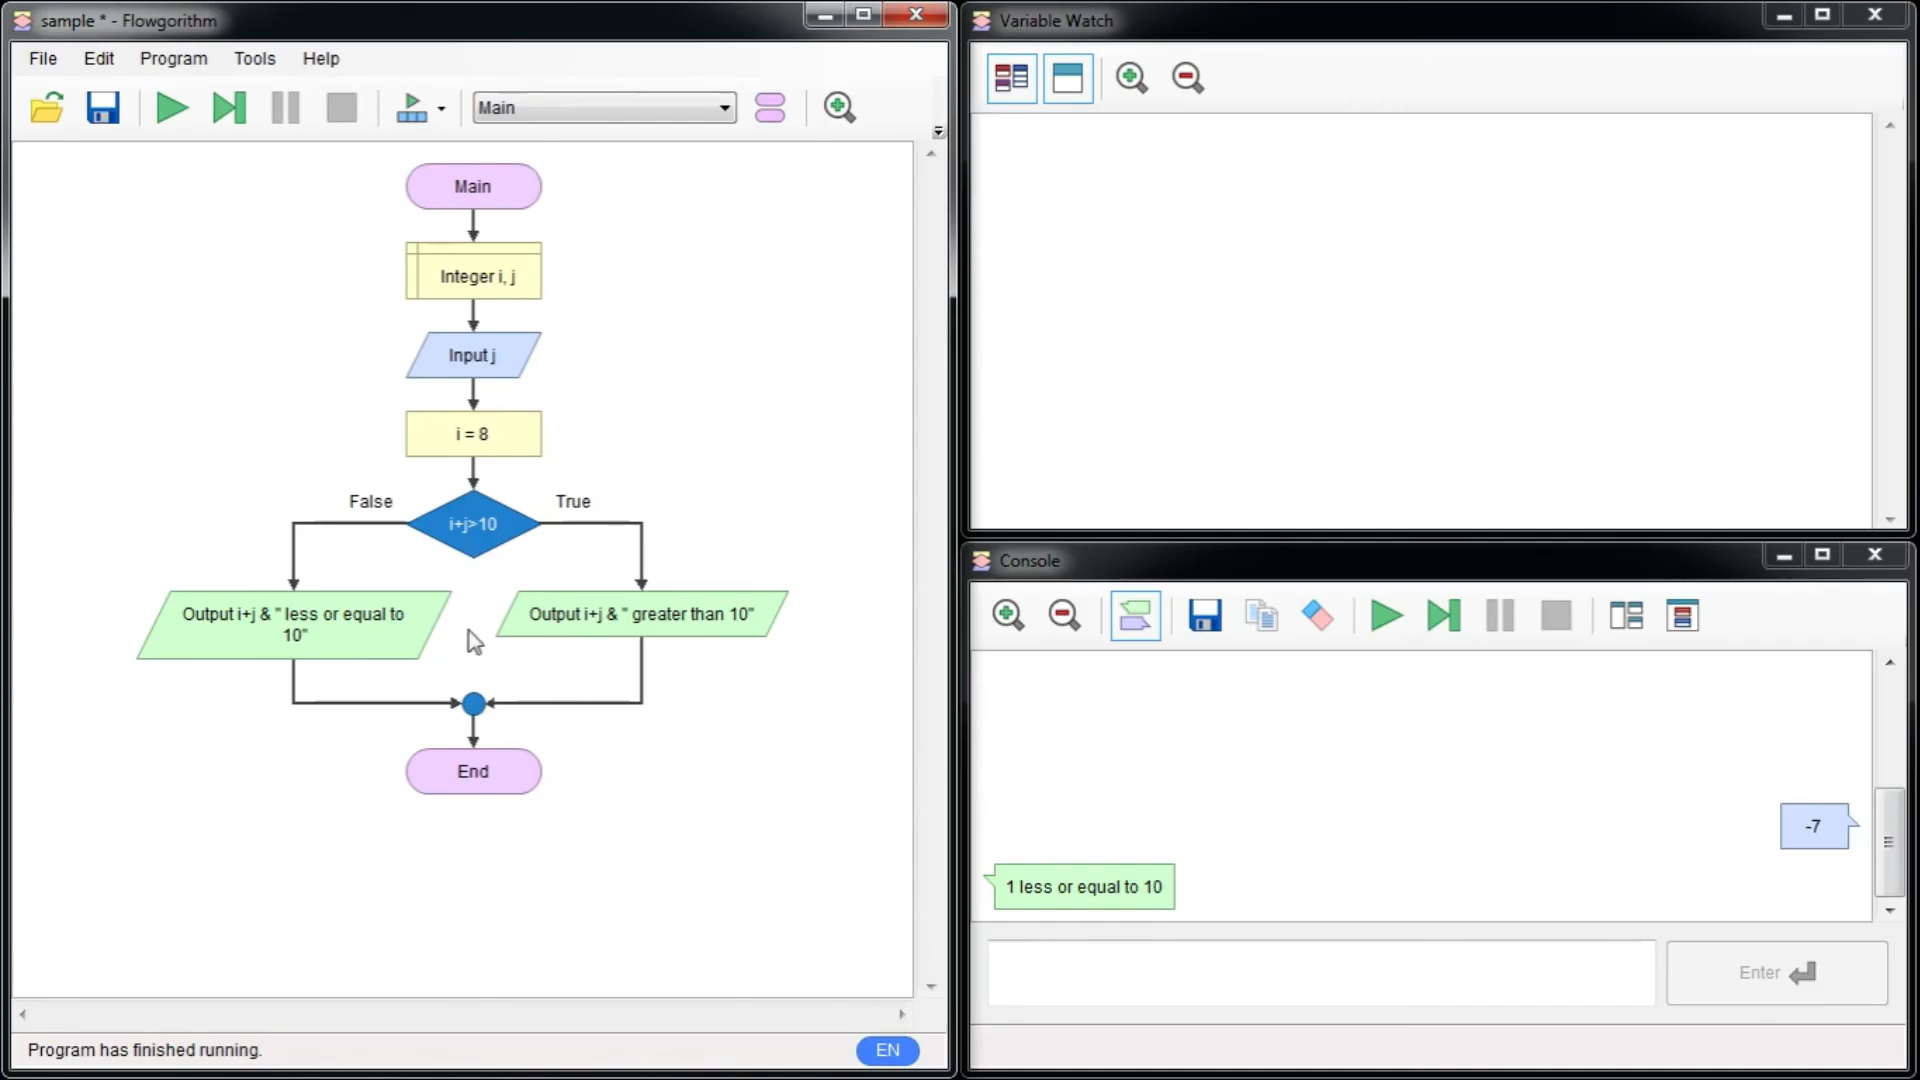 sample * - Flowgorithm
File Edit Program Tools Help
Main
Main
Integer i, j
Input j
i = 8
False
True
i+j>10
Output i+j & " less or equal to
10"
Output i+j & " greater than 10"
End
Program has finished running.
EN
Variable Watch
Console
-7
1 less or equal to 10
Enter